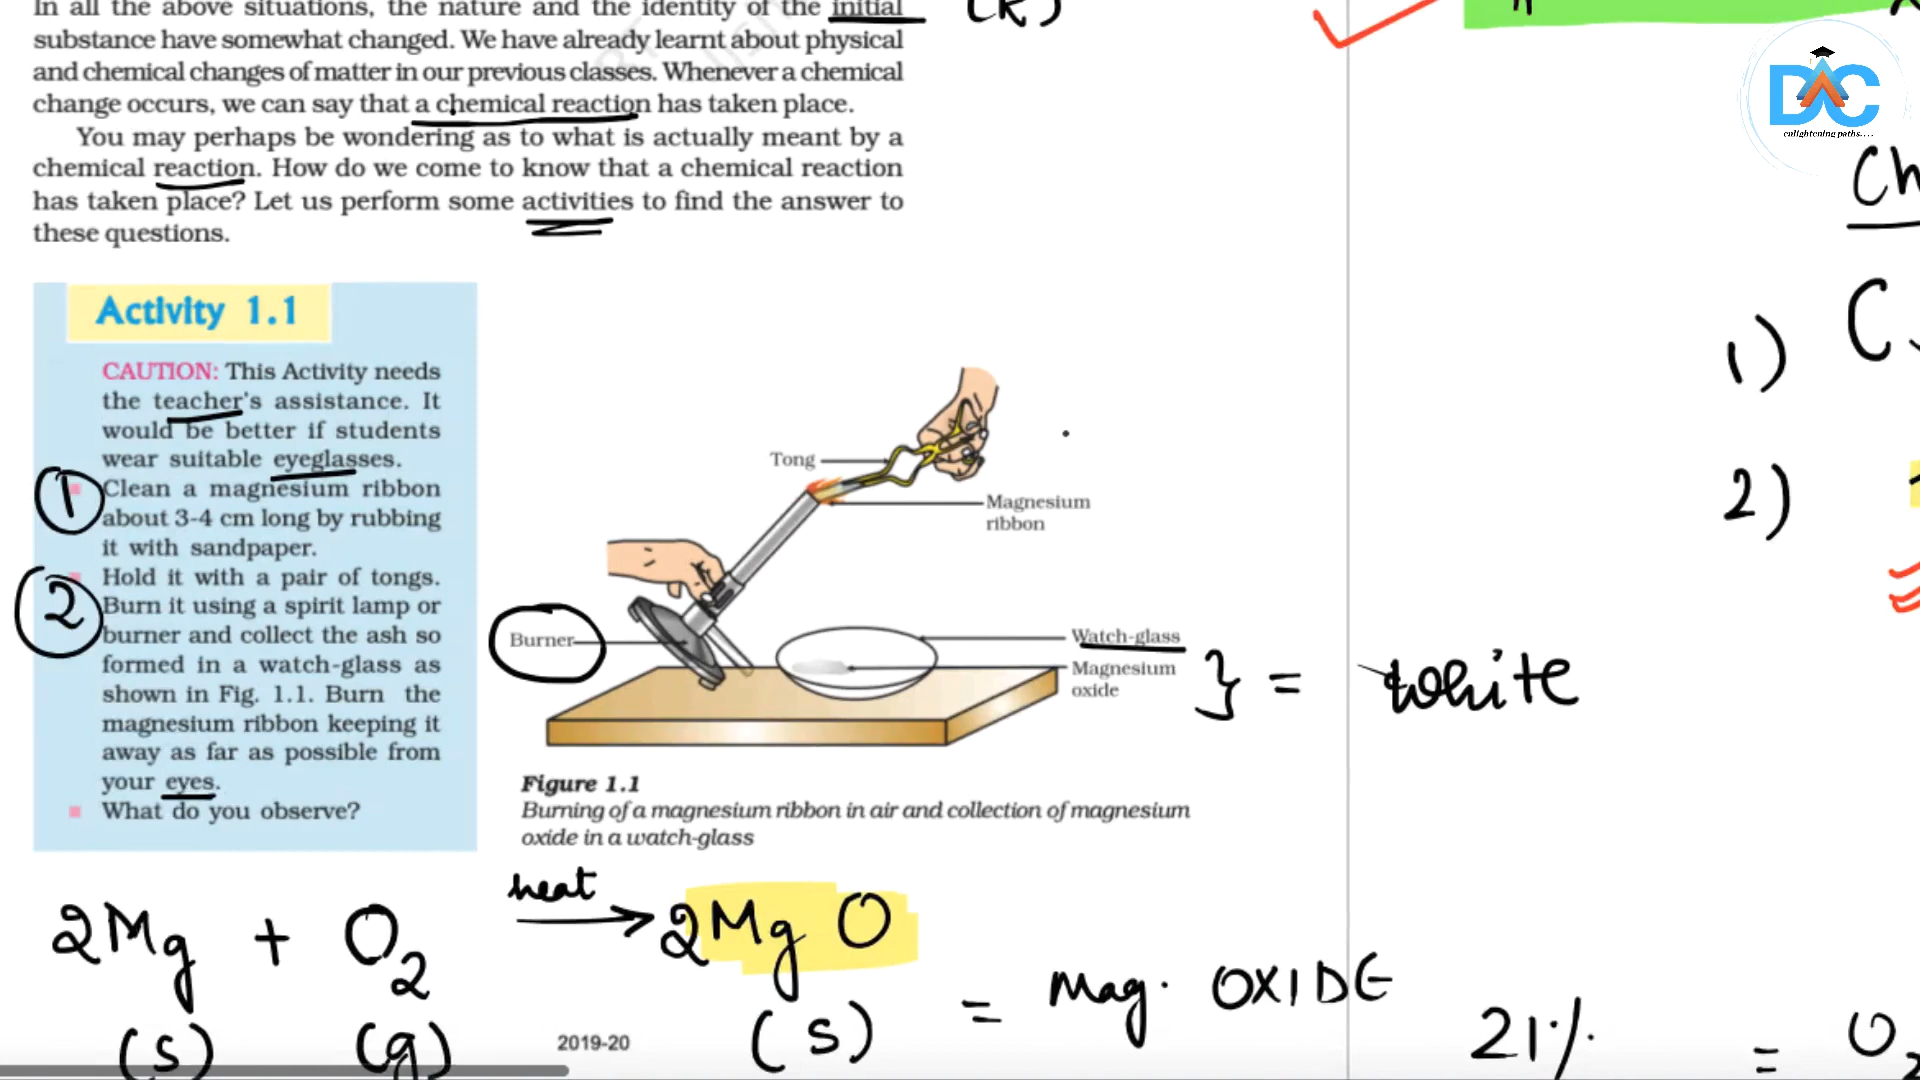 In all the above situations, the nature and the identity of the initial
substance have somewhat changed. We have already learnt about physical
and chemical changes of matter in our previous classes. Whenever a chemical
change occurs, we can say that a chemical reaction has taken place.
You may perhaps be wondering as to what is actually meant by a
chemical reaction. How do we come to know that a chemical reaction
has taken place? Let us perform some activities to find the answer to
these questions.
(R)
DAC
enlightening paths....
Ch
1) C
2)
Activity 1.1
CAUTION: This Activity needs
the teacher's assistance. It
would be better if students
wear suitable eyeglasses.
1 Clean a magnesium ribbon
about 3-4 cm long by rubbing
it with sandpaper.
2 Hold it with a pair of tongs.
Burn it using a spirit lamp or
burner and collect the ash so
formed in a watch-glass as
shown in Fig. 1.1. Burn the
magnesium ribbon keeping it
away as far as possible from
your eyes.
What do you observe?
Tong
Magnesium
ribbon
Burner
Watch-glass
Magnesium
oxide
} = white
Figure 1.1
Burning of a magnesium ribbon in air and collection of magnesium
oxide in a watch-glass
heat
2Mg + O2 → 2MgO
(s) (g) (s) = Mag. OXIDE
2019-20
21% = O2